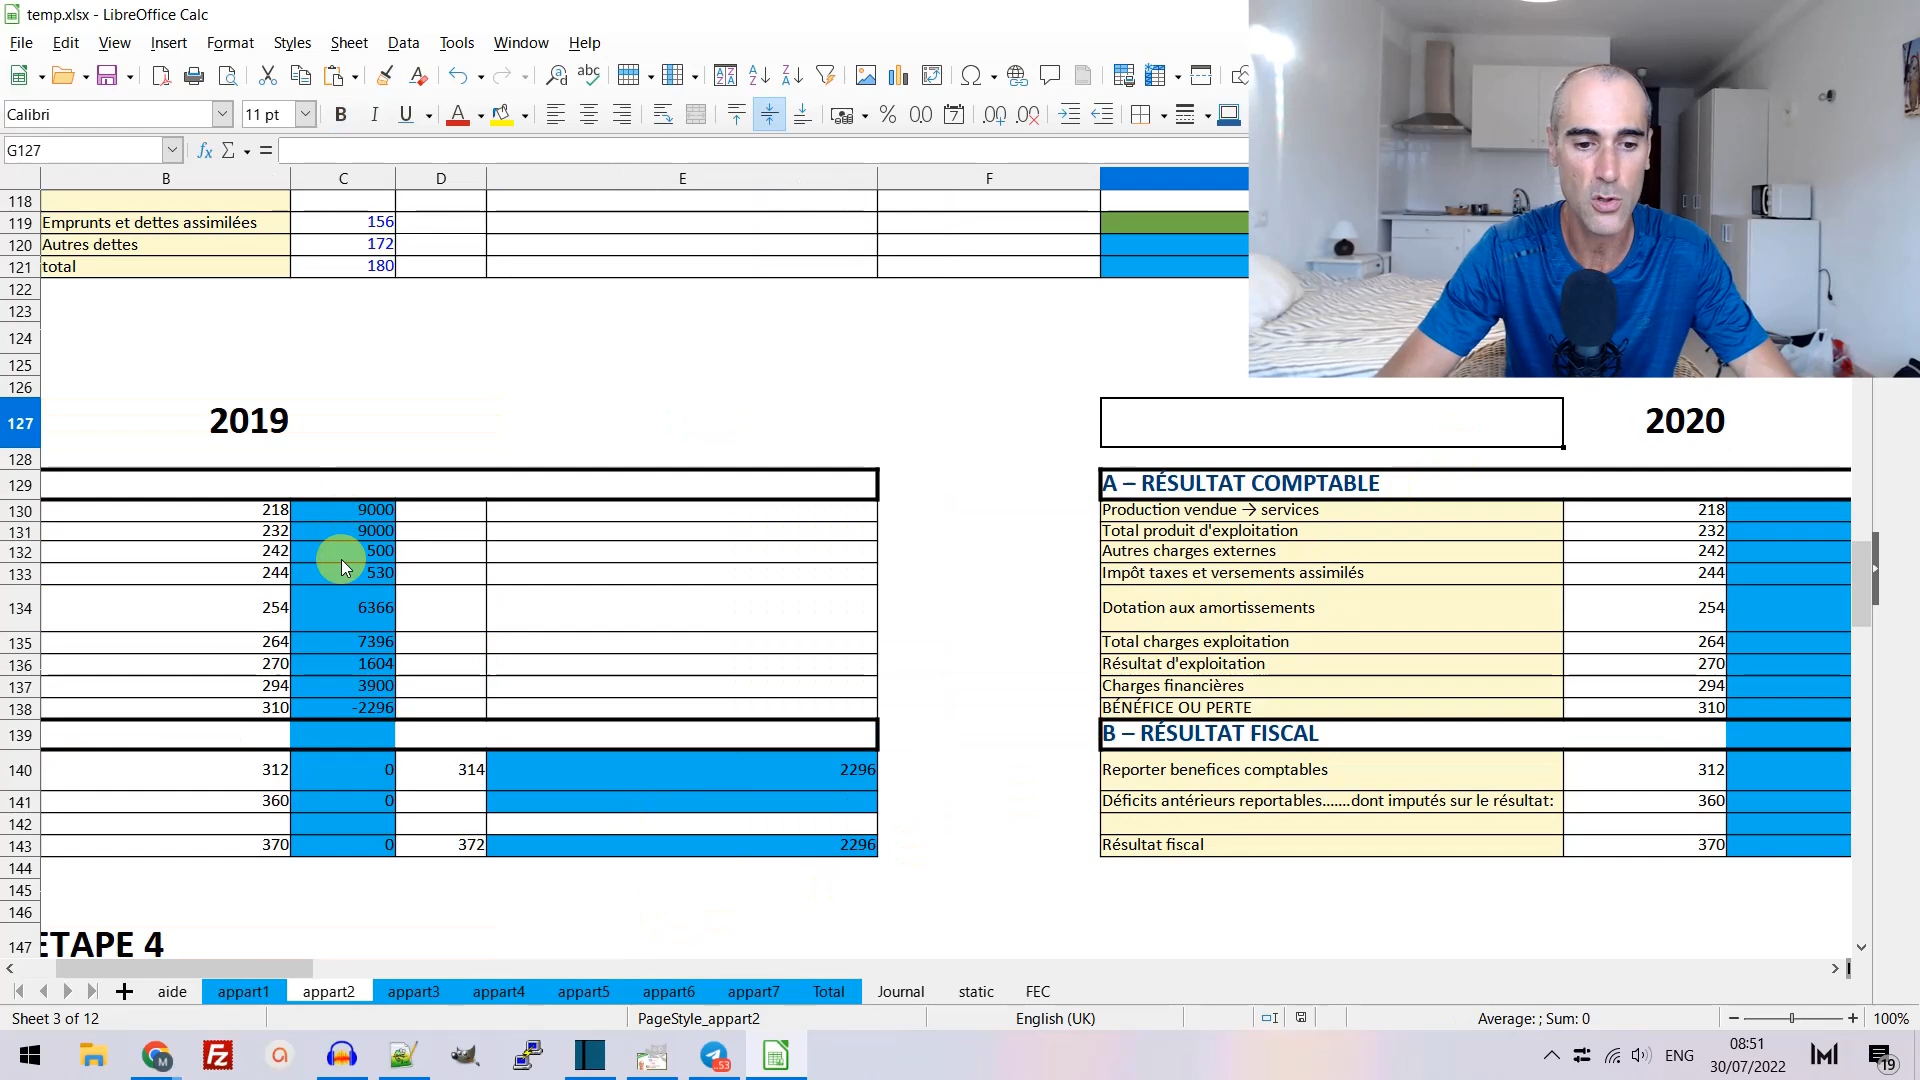 temp.xlsx - LibreOffice Calc
File Edit View Insert Format Styles Sheet Data Tools Window Help
Calibri 11 pt
G127
B C D E F
118
119 Emprunts et dettes assimilées 156
120 Autres dettes 172
121 total 180
122
123
124
125
126
127 2019 2020
128
129 A – RÉSULTAT COMPTABLE
130 218 9000 Production vendue → services 218
131 232 9000 Total produit d'exploitation 232
132 242 500 Autres charges externes 242
133 244 530 Impôt taxes et versements assimilés 244
134 254 6366 Dotation aux amortissements 254
135 264 7396 Total charges exploitation 264
136 270 1604 Résultat d'exploitation 270
137 294 3900 Charges financières 294
138 310 -2296 BÉNÉFICE OU PERTE 310
139 B – RÉSULTAT FISCAL
140 312 0 314 2296 Reporter benefices comptables 312
141 360 0 Déficits antérieurs reportables.......dont imputés sur le résultat: 360
142
143 370 0 372 2296 Résultat fiscal 370
144
145
146
147 ETAPE 4
aide appart1 appart2 appart3 appart4 appart5 appart6 appart7 Total Journal static FEC
Sheet 3 of 12 PageStyle_appart2 English (UK) Average: ; Sum: 0 100%
ENG 08:51
30/07/2022
19